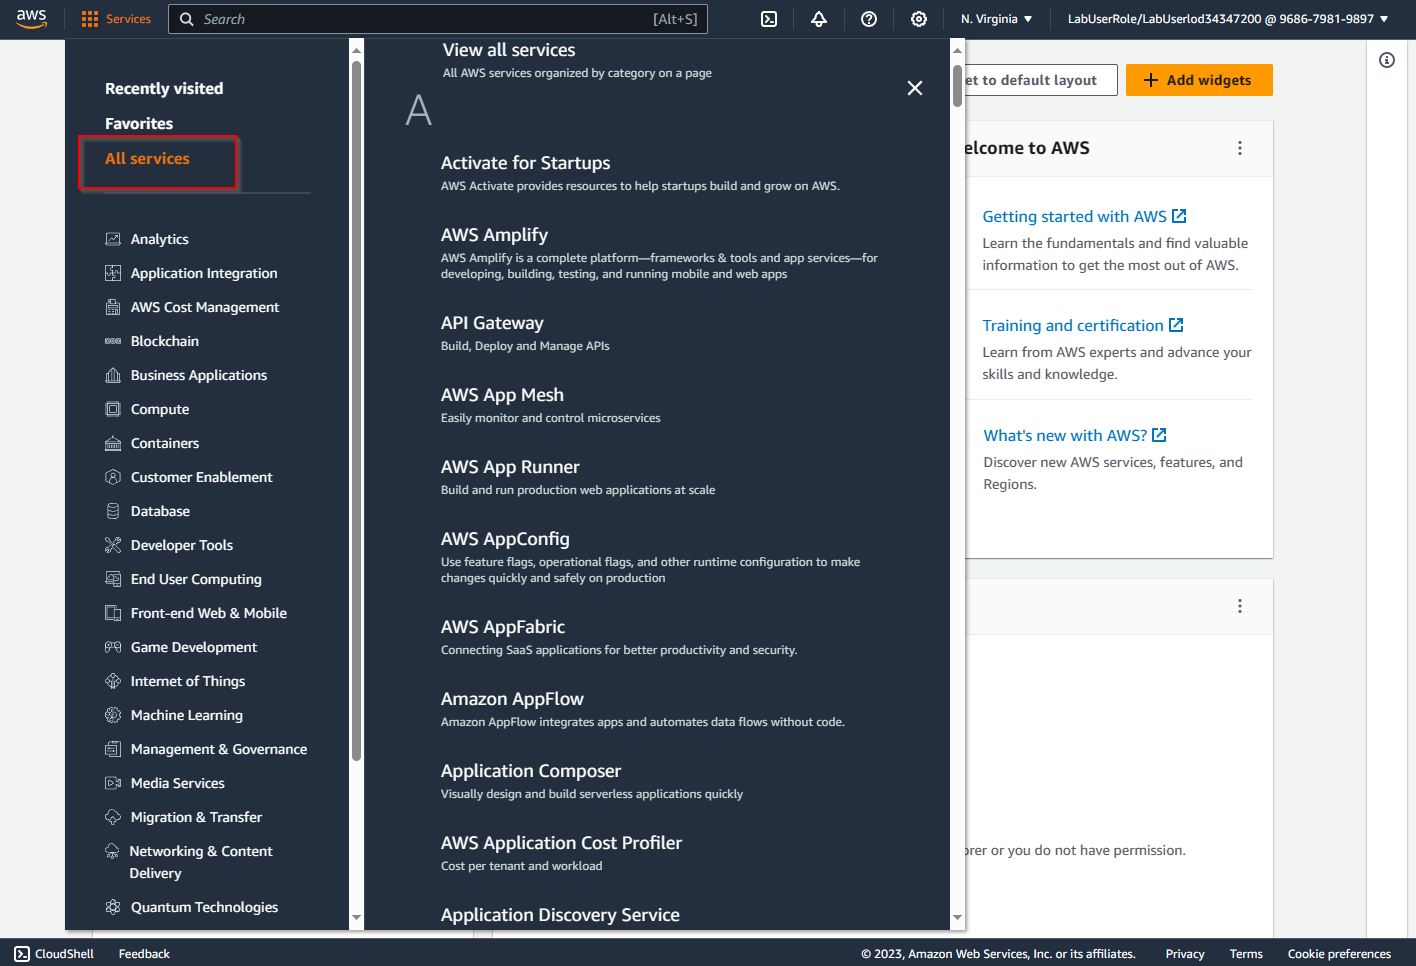 aws
Services
Search
[Alt+S]
N. Virginia
LabUserRole/LabUserlod34347200 @ 9686-7981-9897
Recently visited
Favorites
All services
Analytics
Application Integration
AWS Cost Management
Blockchain
Business Applications
Compute
Containers
Customer Enablement
Database
Developer Tools
End User Computing
Front-end Web & Mobile
Game Development
Internet of Things
Machine Learning
Management & Governance
Media Services
Migration & Transfer
Networking & Content
Delivery
Quantum Technologies
View all services
All AWS services organized by category on a page
A
Activate for Startups
AWS Activate provides resources to help startups build and grow on AWS.
AWS Amplify
AWS Amplify is a complete platform—frameworks & tools and app services—for
developing, building, testing, and running mobile and web apps
API Gateway
Build, Deploy and Manage APIs
AWS App Mesh
Easily monitor and control microservices
AWS App Runner
Build and run production web applications at scale
AWS AppConfig
Use feature flags, operational flags, and other runtime configuration to make
changes quickly and safely on production
AWS AppFabric
Connecting SaaS applications for better productivity and security.
Amazon AppFlow
Amazon AppFlow integrates apps and automates data flows without code.
Application Composer
Visually design and build serverless applications quickly
AWS Application Cost Profiler
Cost per tenant and workload
Application Discovery Service
et to default layout
Add widgets
elcome to AWS
Getting started with AWS
Learn the fundamentals and find valuable
information to get the most out of AWS.
Training and certification
Learn from AWS experts and advance your
skills and knowledge.
What's new with AWS?
Discover new AWS services, features, and
Regions.
orer or you do not have permission.
CloudShell
Feedback
© 2023, Amazon Web Services, Inc. or its affiliates.
Privacy
Terms
Cookie preferences